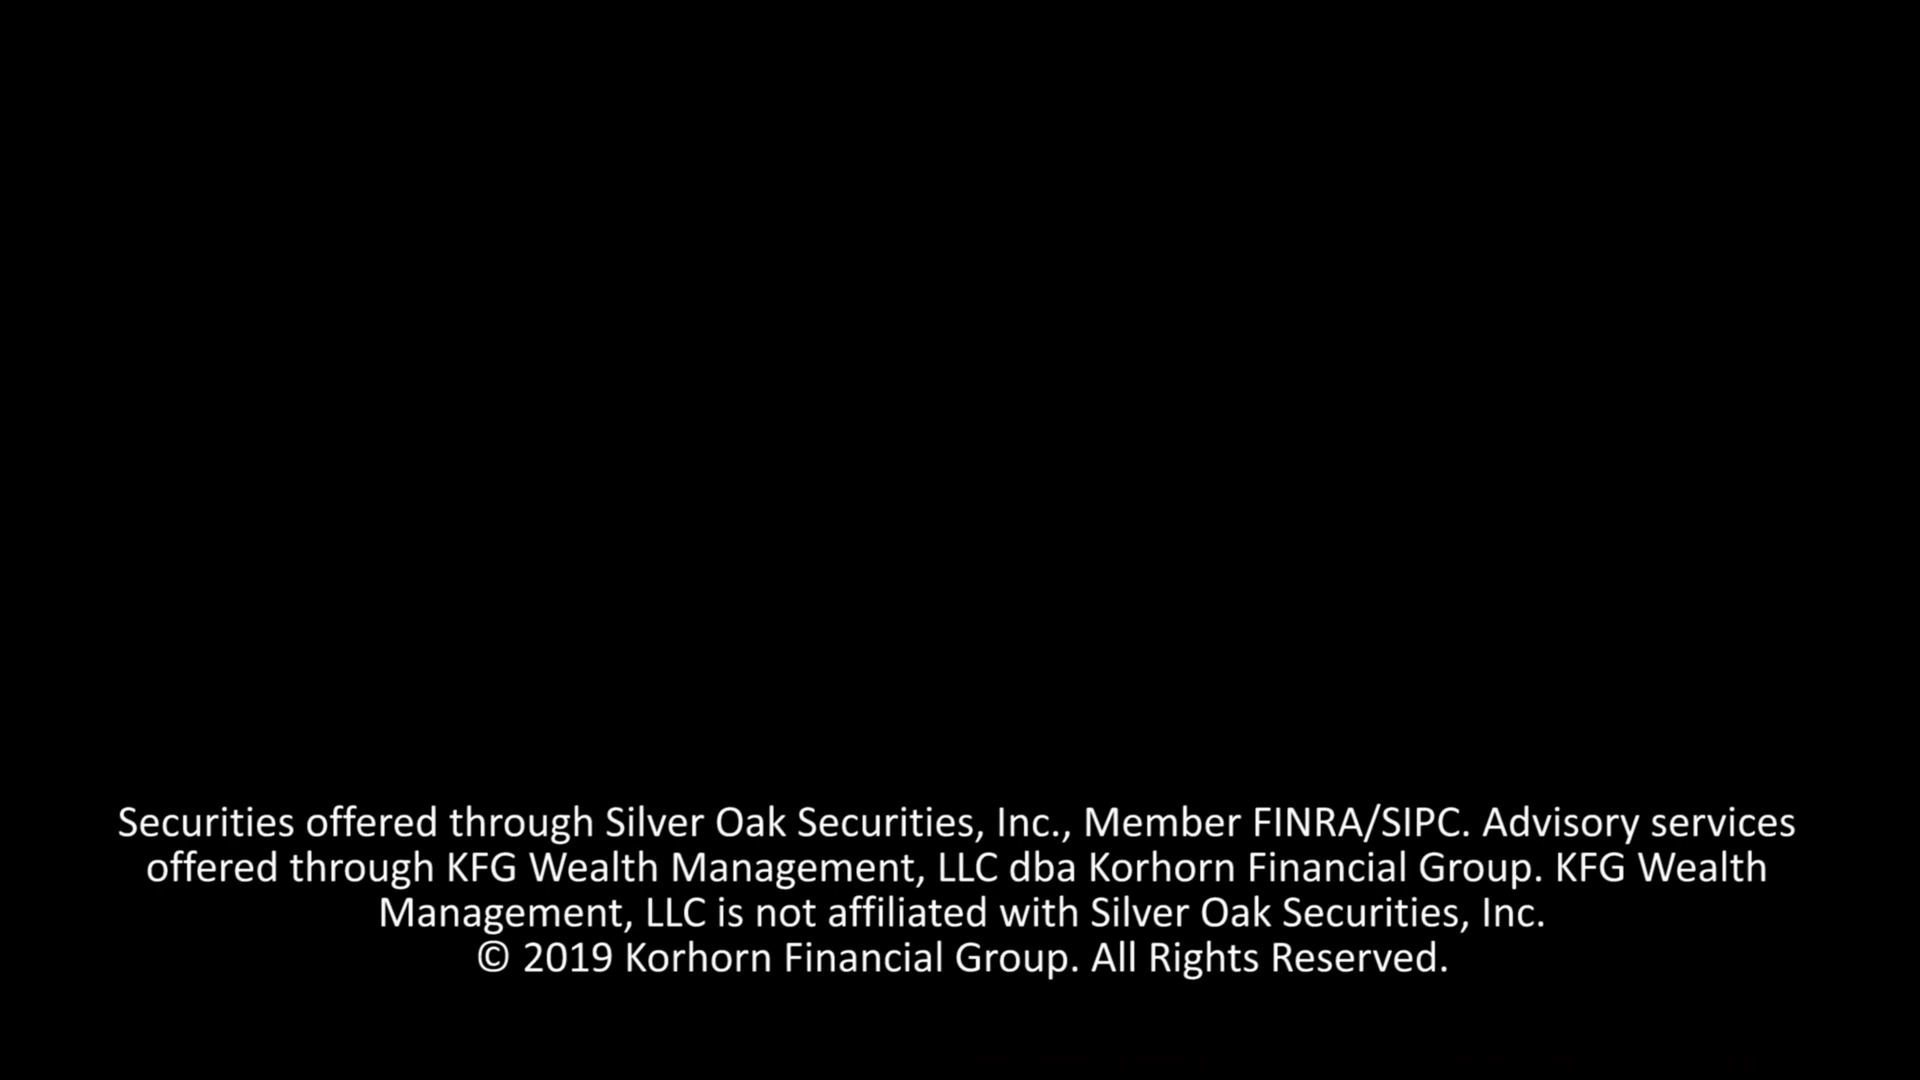 Securities offered through Silver Oak Securities, Inc., Member FINRA/SIPC. Advisory services
offered through KFG Wealth Management, LLC dba Korhorn Financial Group. KFG Wealth
Management, LLC is not affiliated with Silver Oak Securities, Inc.
© 2019 Korhorn Financial Group. All Rights Reserved.